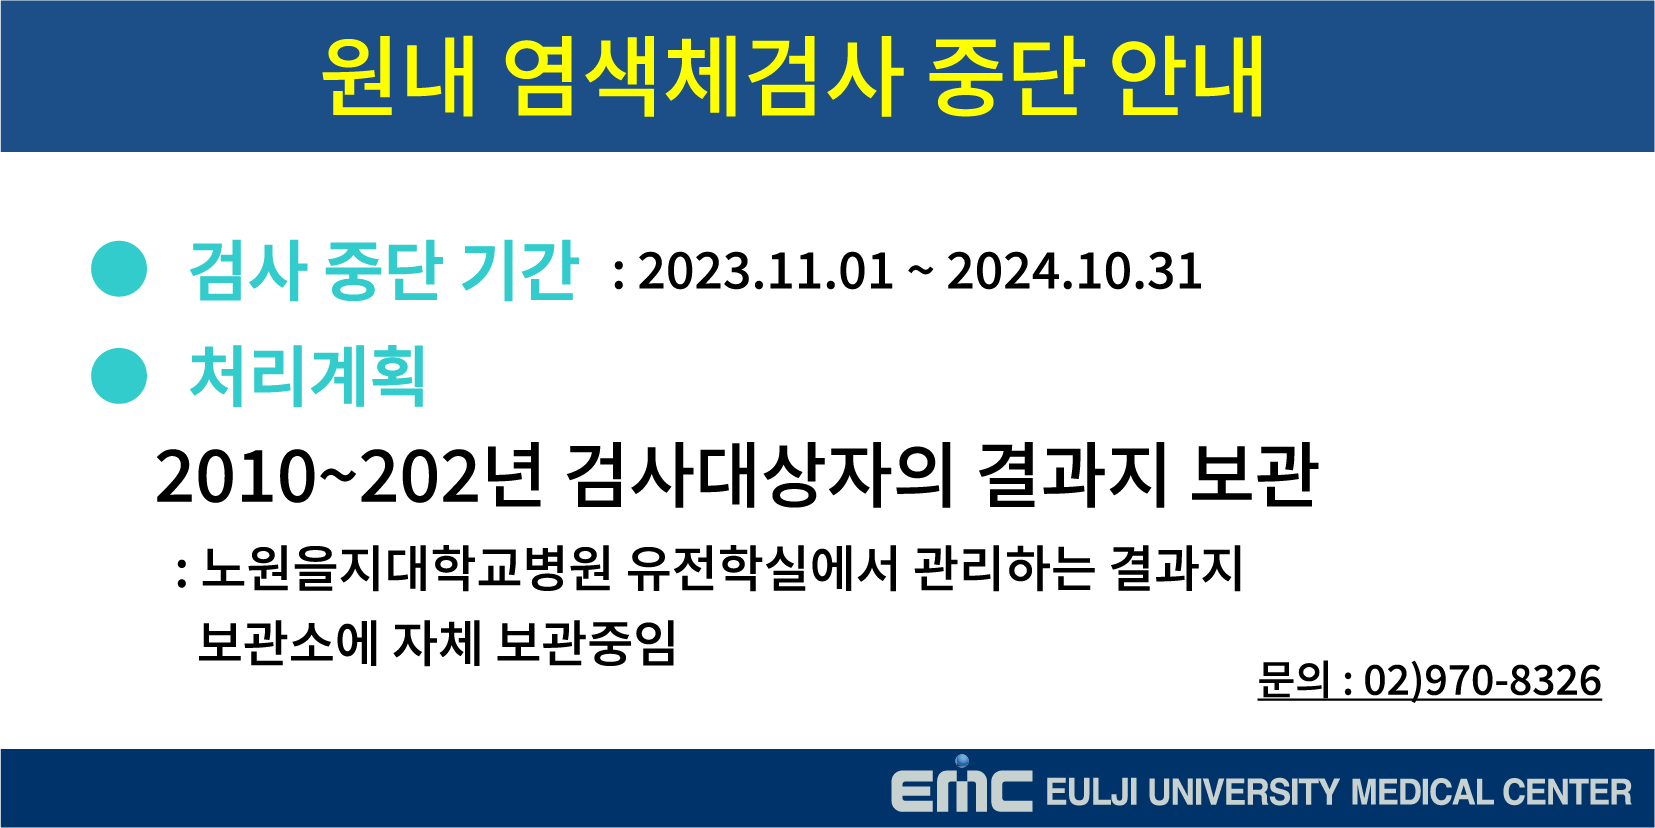 원내 염색체검사 중단 안내
● 검사 중단 기간 : 2023.11.01 ~ 2024.10.31
● 처리계획
2010~202년 검사대상자의 결과지 보관
: 노원을지대학교병원 유전학실에서 관리하는 결과지
보관소에 자체 보관중임
문의 : 02)970-8326
EMC EULJI UNIVERSITY MEDICAL CENTER